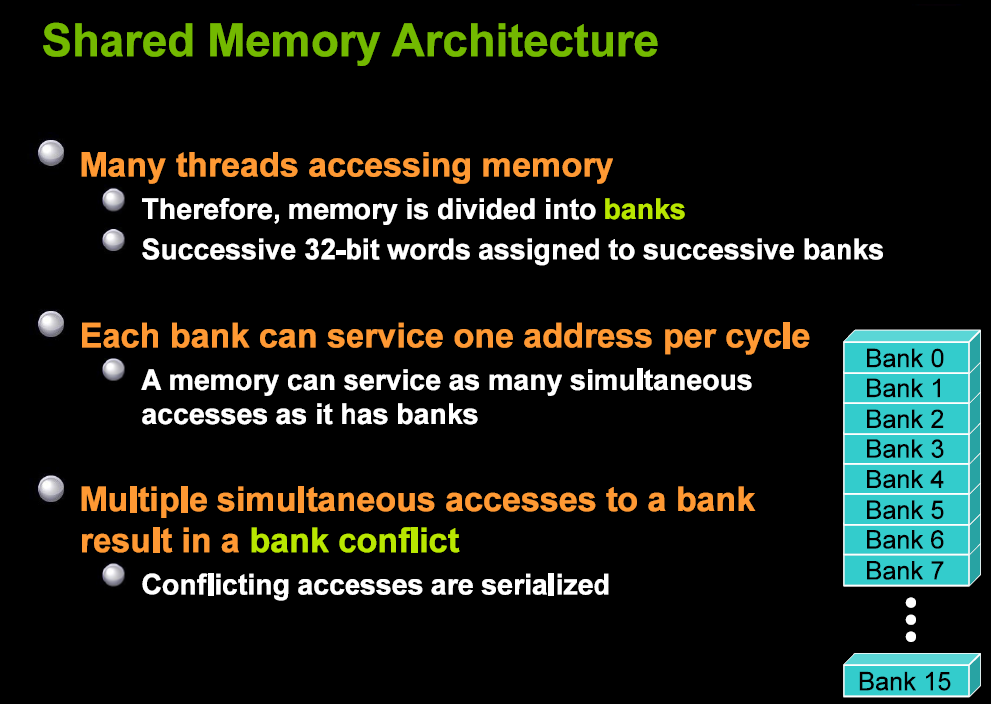 Shared Memory Architecture
Many threads accessing memory
Therefore, memory is divided into banks
Successive 32-bit words assigned to successive banks
Each bank can service one address per cycle
A memory can service as many simultaneous
accesses as it has banks
Multiple simultaneous accesses to a bank
result in a bank conflict
Conflicting accesses are serialized
Bank 0
Bank 1
Bank 2
Bank 3
Bank 4
Bank 5
Bank 6
Bank 7
Bank 15